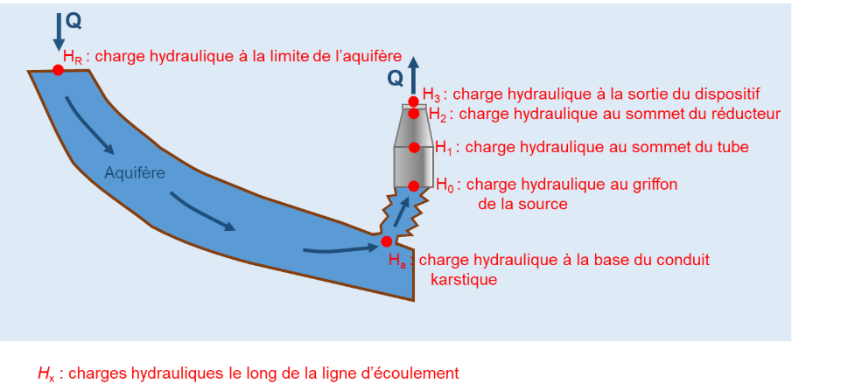 Q
H_R : charge hydraulique à la limite de l'aquifère
Q
H_3 : charge hydraulique à la sortie du dispositif
H_2 : charge hydraulique au sommet du réducteur
H_1 : charge hydraulique au sommet du tube
Aquifère
H_0 : charge hydraulique au griffon
de la source
H_a : charge hydraulique à la base du conduit
karstique
H_x : charges hydrauliques le long de la ligne d'écoulement